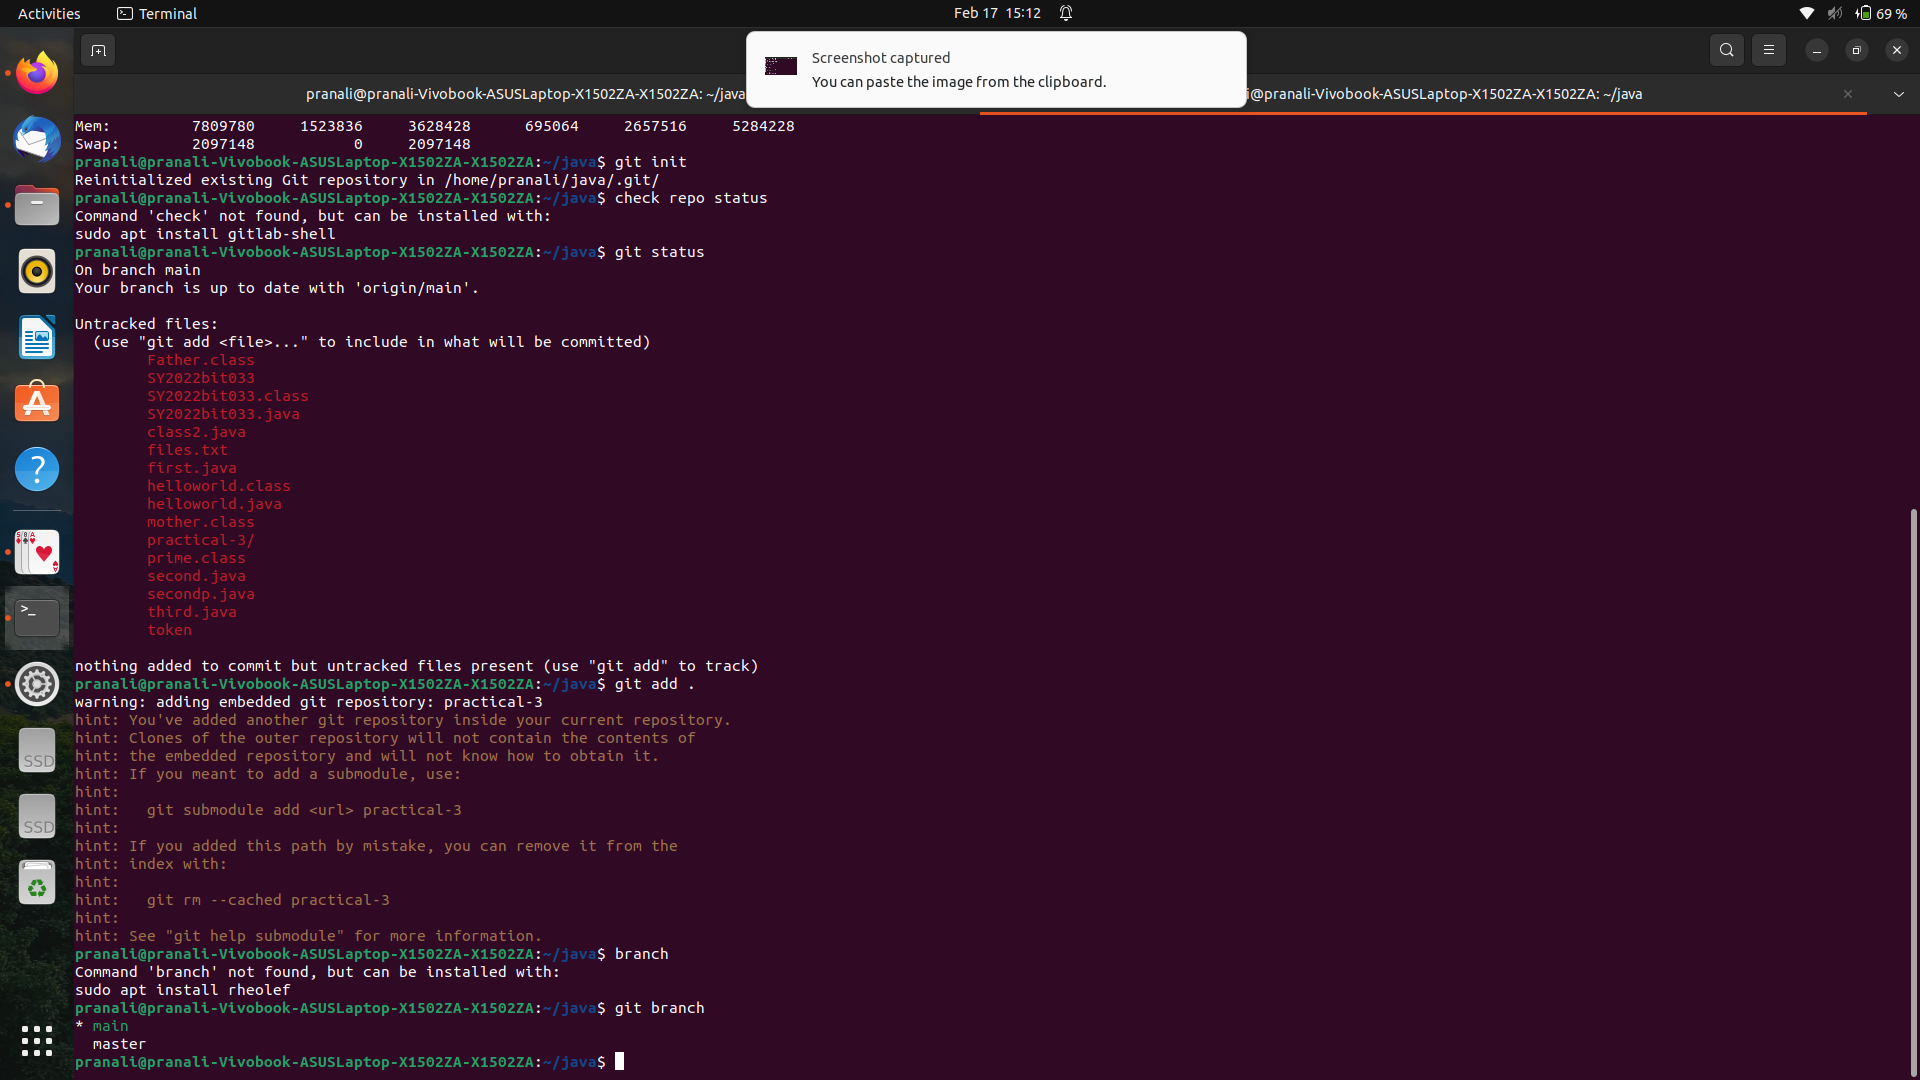 Activities
Terminal
Feb 17 15:12
69 %
Screenshot captured
You can paste the image from the clipboard.
pranali@pranali-Vivobook-ASUSLaptop-X1502ZA-X1502ZA: ~/java
i@pranali-Vivobook-ASUSLaptop-X1502ZA-X1502ZA: ~/java
Mem: 7809780 1523836 3628428 695064 2657516 5284228
Swap: 2097148 0 2097148
pranali@pranali-Vivobook-ASUSLaptop-X1502ZA-X1502ZA:~/java$ git init
Reinitialized existing Git repository in /home/pranali/java/.git/
pranali@pranali-Vivobook-ASUSLaptop-X1502ZA-X1502ZA:~/java$ check repo status
Command 'check' not found, but can be installed with:
sudo apt install gitlab-shell
pranali@pranali-Vivobook-ASUSLaptop-X1502ZA-X1502ZA:~/java$ git status
On branch main
Your branch is up to date with 'origin/main'.
Untracked files:
(use "git add <file>..." to include in what will be committed)
Father.class
SY2022bit033
SY2022bit033.class
SY2022bit033.java
class2.java
files.txt
first.java
helloworld.class
helloworld.java
mother.class
practical-3/
prime.class
second.java
secondp.java
third.java
token
nothing added to commit but untracked files present (use "git add" to track)
pranali@pranali-Vivobook-ASUSLaptop-X1502ZA-X1502ZA:~/java$ git add .
warning: adding embedded git repository: practical-3
hint: You've added another git repository inside your current repository.
hint: Clones of the outer repository will not contain the contents of
hint: the embedded repository and will not know how to obtain it.
hint: If you meant to add a submodule, use:
hint:
hint: git submodule add <url> practical-3
hint:
hint: If you added this path by mistake, you can remove it from the
hint: index with:
hint:
hint: git rm --cached practical-3
hint:
hint: See "git help submodule" for more information.
pranali@pranali-Vivobook-ASUSLaptop-X1502ZA-X1502ZA:~/java$ branch
Command 'branch' not found, but can be installed with:
sudo apt install rheolef
pranali@pranali-Vivobook-ASUSLaptop-X1502ZA-X1502ZA:~/java$ git branch
* main
master
pranali@pranali-Vivobook-ASUSLaptop-X1502ZA-X1502ZA:~/java$
SSD
SSD